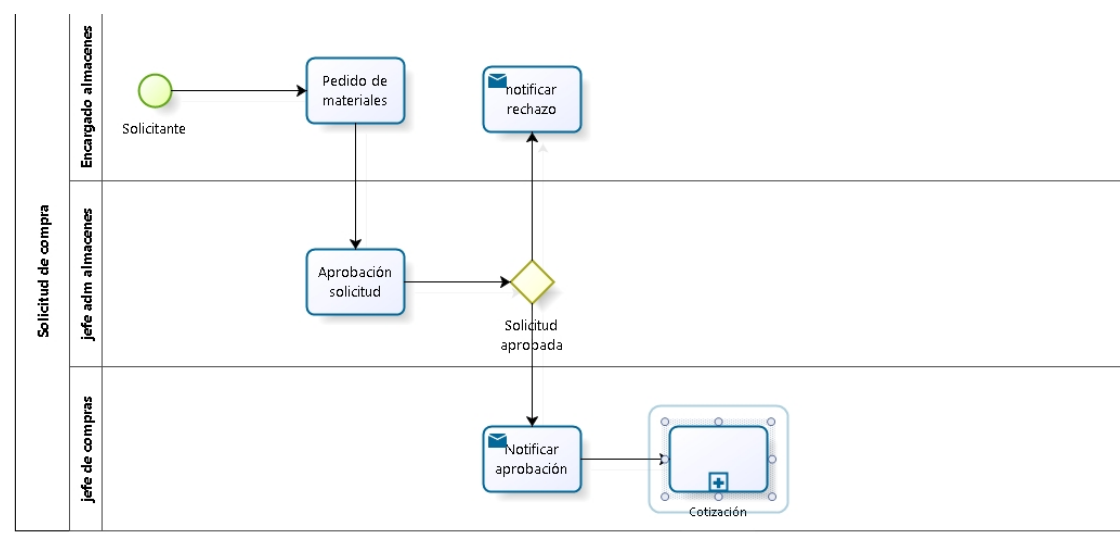 Solicitud de compra
Encargado almacenes
Solicitante
Pedido de
materiales
notificar
rechazo
jefe adm almacenes
Aprobación
solicitud
Solicitud
aprobada
jefe de compras
Notificar
aprobación
Cotización